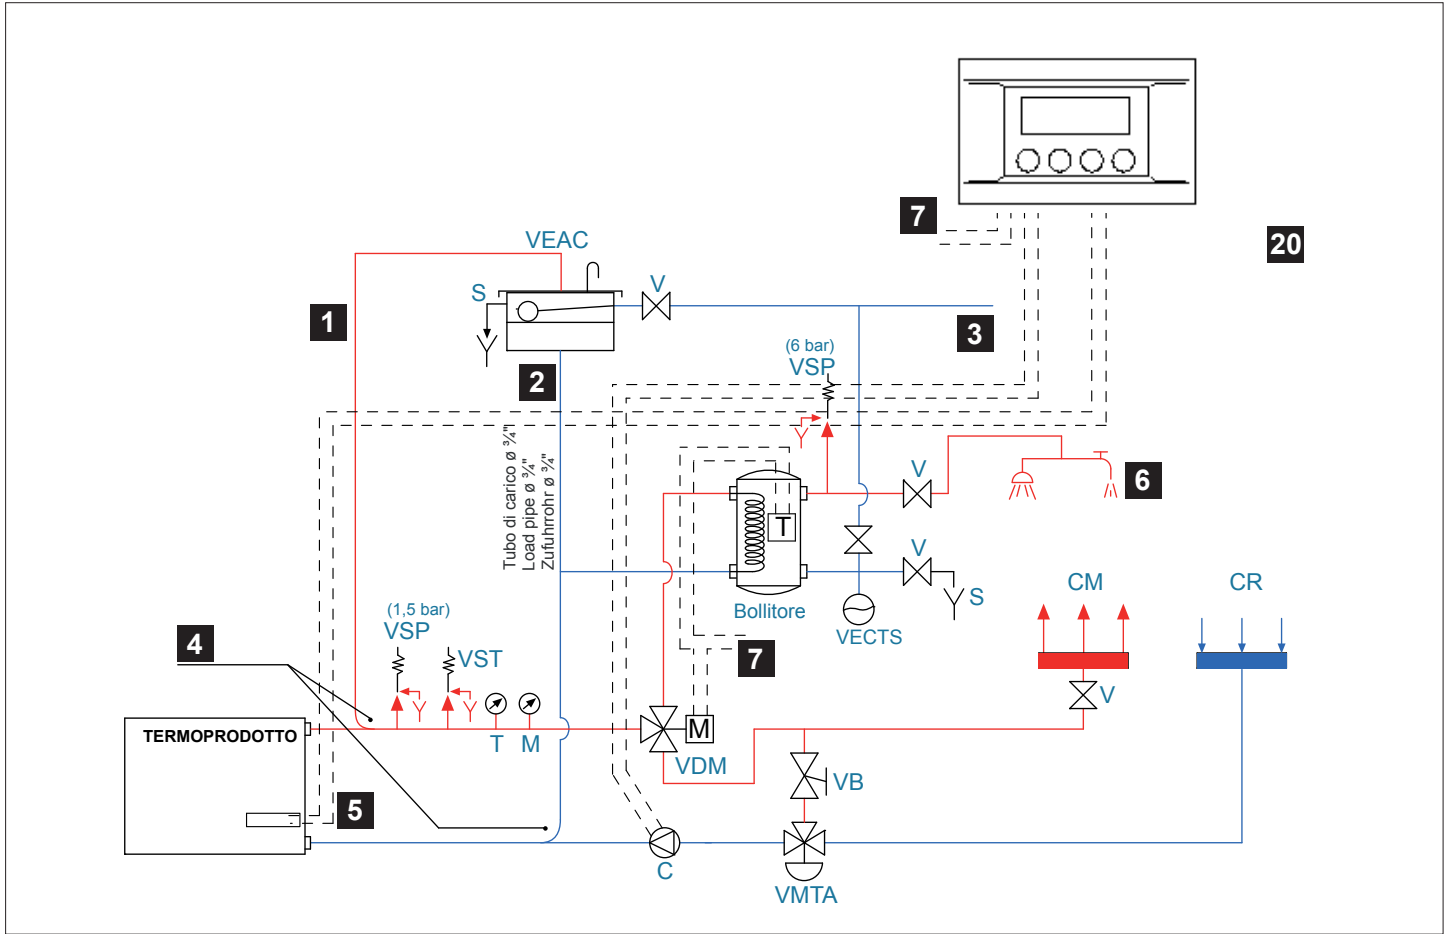 7
20
VEAC
S
V
1
3
2
(6 bar)
VSP
Tubo di carico ø ¾"
Load pipe ø ¾"
Zufuhrrohr ø ¾"
V
6
T
V
S
Bollitore
VECTS
CM
CR
(1,5 bar)
VSP
VST
4
7
V
TERMOPRODOTTO
T
M
M
VDM
VB
5
C
VMTA